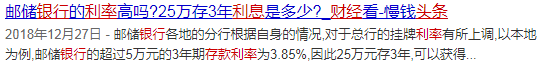 邮储银行的利率高吗?25万存3年利息是多少?_财经看-慢钱头条
2018年12月27日 - 邮储银行各地的分行根据自身的情况,对于总行的挂牌利率有所上调,以本地
为例,邮储银行的超过5万元的3年期存款利率为3.85%,因此25万元存3年,可以获得...